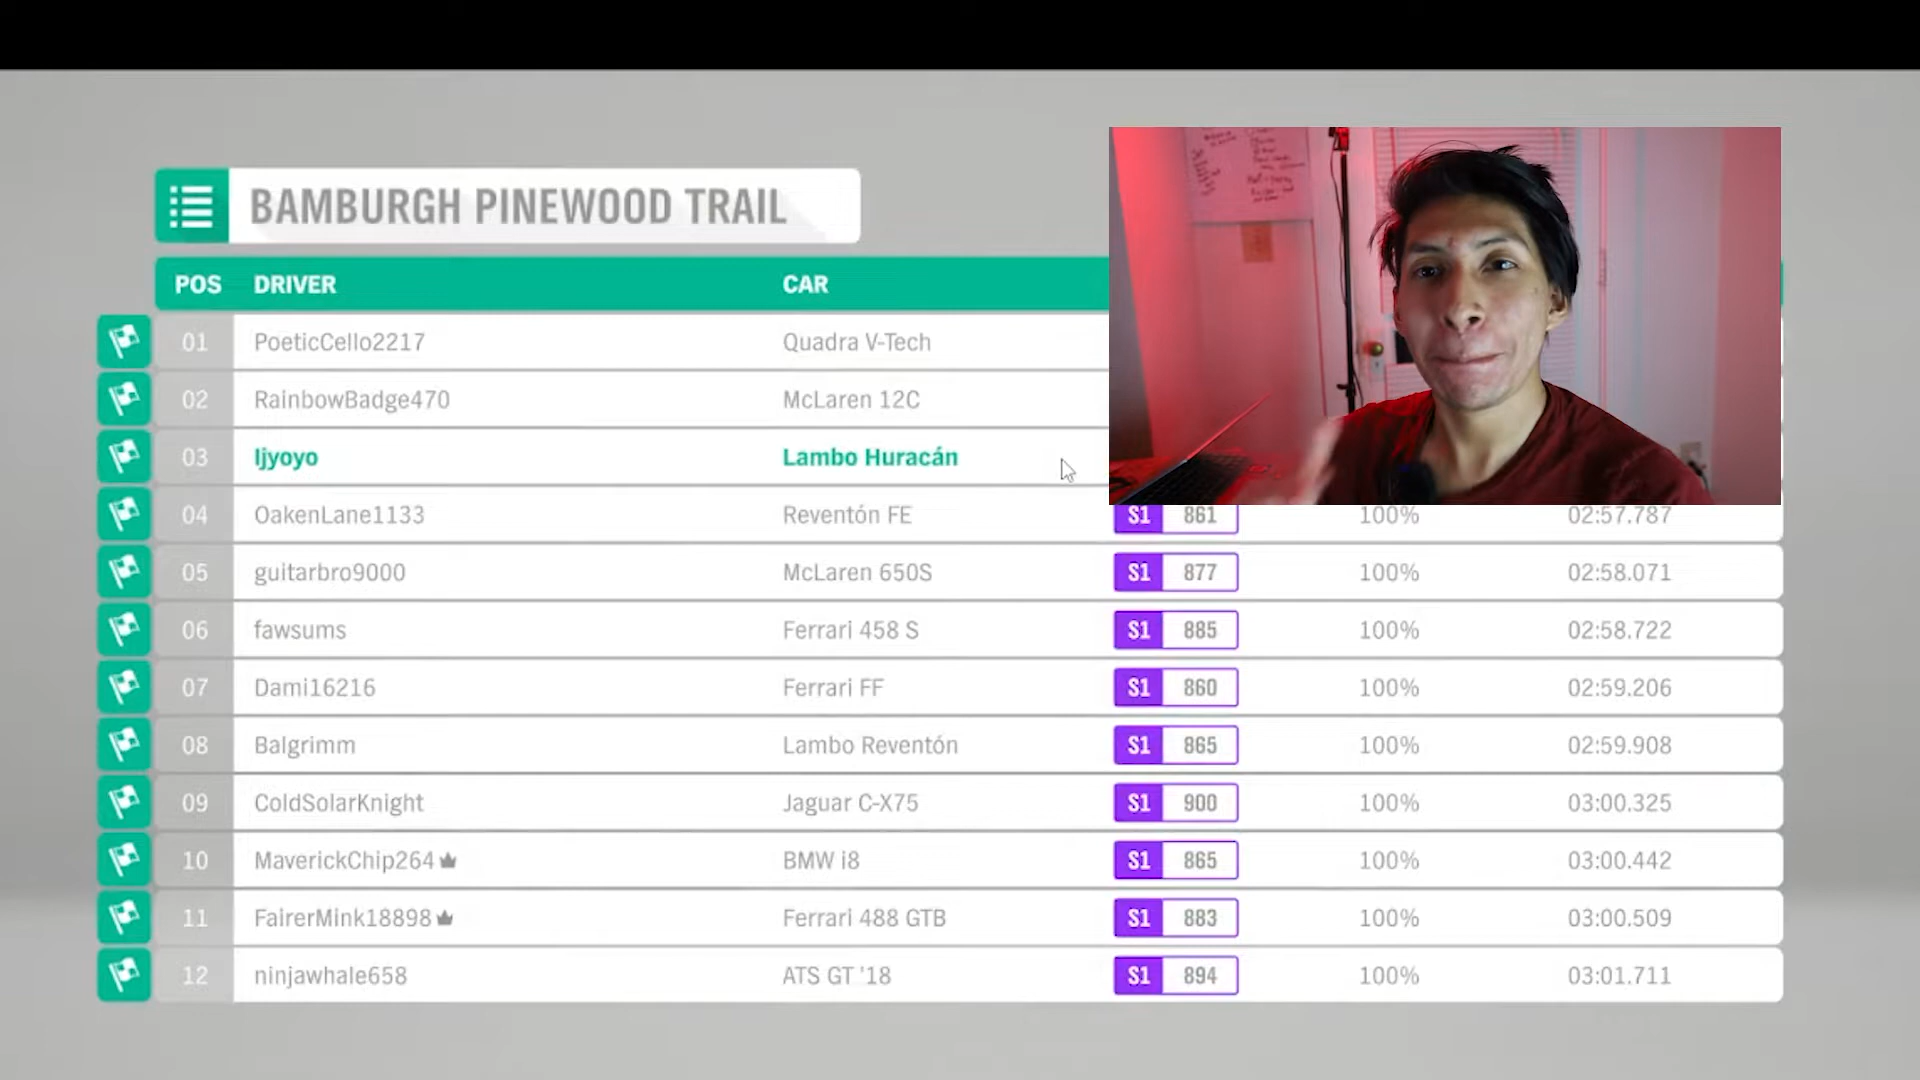 BAMBURGH PINEWOOD TRAIL
POS DRIVER CAR
01 PoeticCello2217 Quadra V-Tech
02 RainbowBadge470 McLaren 12C
03 Ijyoyo Lambo Huracán
04 OakenLane1133 Reventón FE S1 861 100% 02:57.787
05 guitarbro9000 McLaren 650S S1 877 100% 02:58.071
06 fawsums Ferrari 458 S S1 885 100% 02:58.722
07 Dami16216 Ferrari FF S1 860 100% 02:59.206
08 Balgrimm Lambo Reventón S1 865 100% 02:59.908
09 ColdSolarKnight Jaguar C-X75 S1 900 100% 03:00.325
10 MaverickChip264 BMW i8 S1 865 100% 03:00.442
11 FairerMink18898 Ferrari 488 GTB S1 883 100% 03:00.509
12 ninjawhale658 ATS GT '18 S1 894 100% 03:01.711